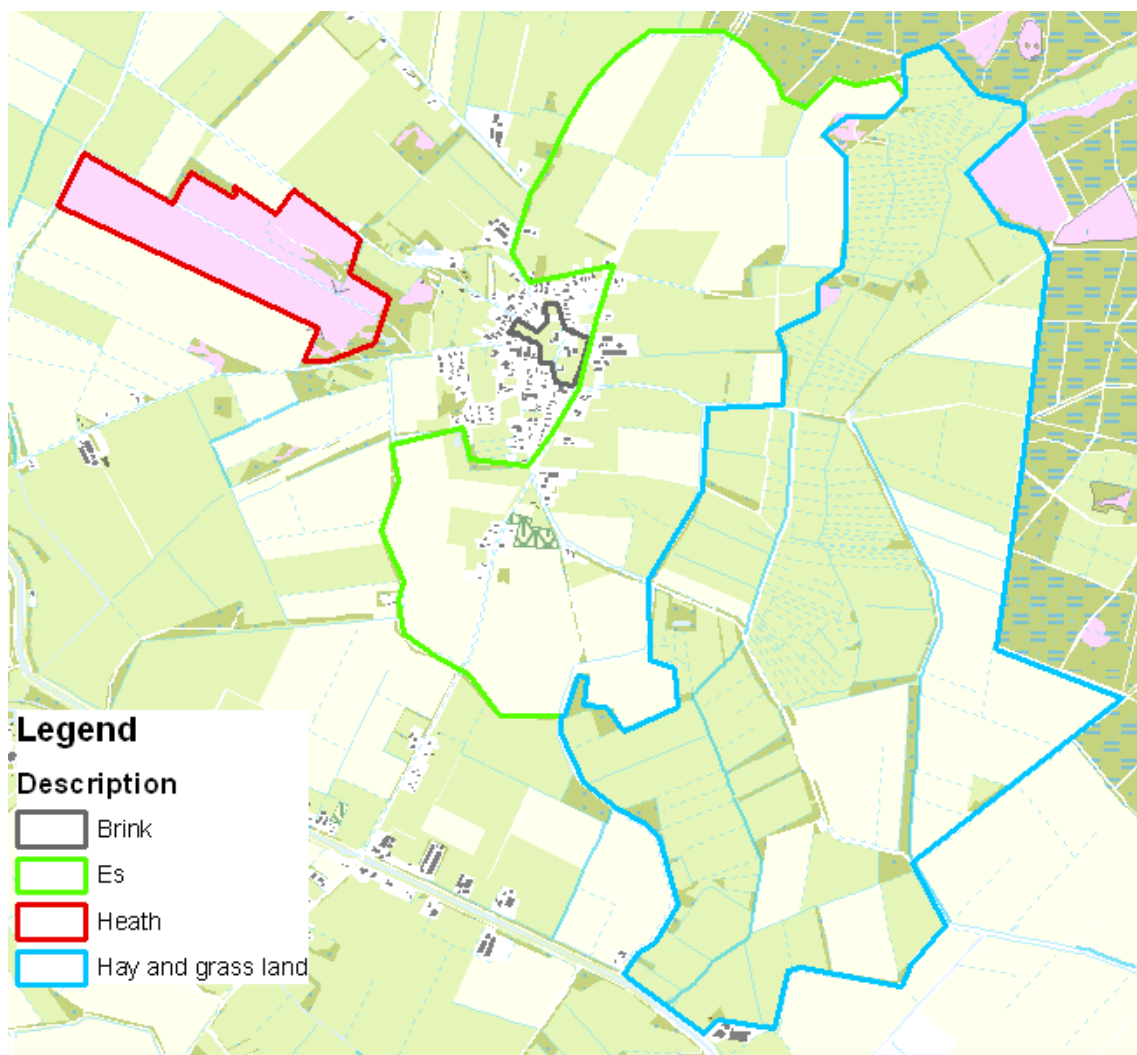 Legend
Description
Brink
Es
Heath
Hay and grass land